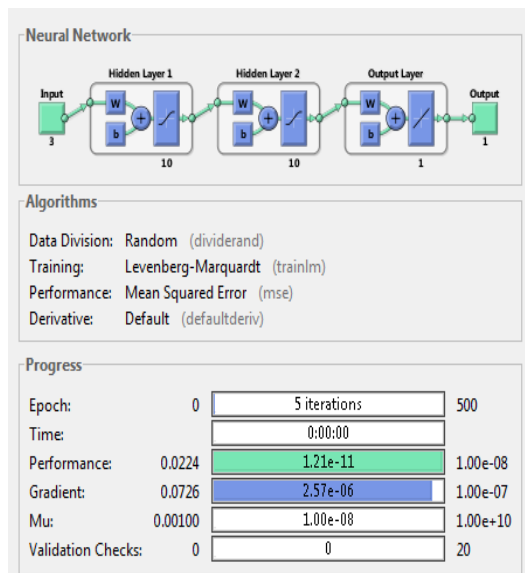 Neural Network
Hidden Layer 1 Hidden Layer 2 Output Layer
Input Output
W W W
+ + +
b b b
3 10 10 1 1
Algorithms
Data Division: Random (dividerand)
Training: Levenberg-Marquardt (trainlm)
Performance: Mean Squared Error (mse)
Derivative: Default (defaultderiv)
Progress
Epoch: 0 5 iterations 500
Time: 0:00:00
Performance: 0.0224 1.21e-11 1.00e-08
Gradient: 0.0726 2.57e-06 1.00e-07
Mu: 0.00100 1.00e-08 1.00e+10
Validation Checks: 0 0 20